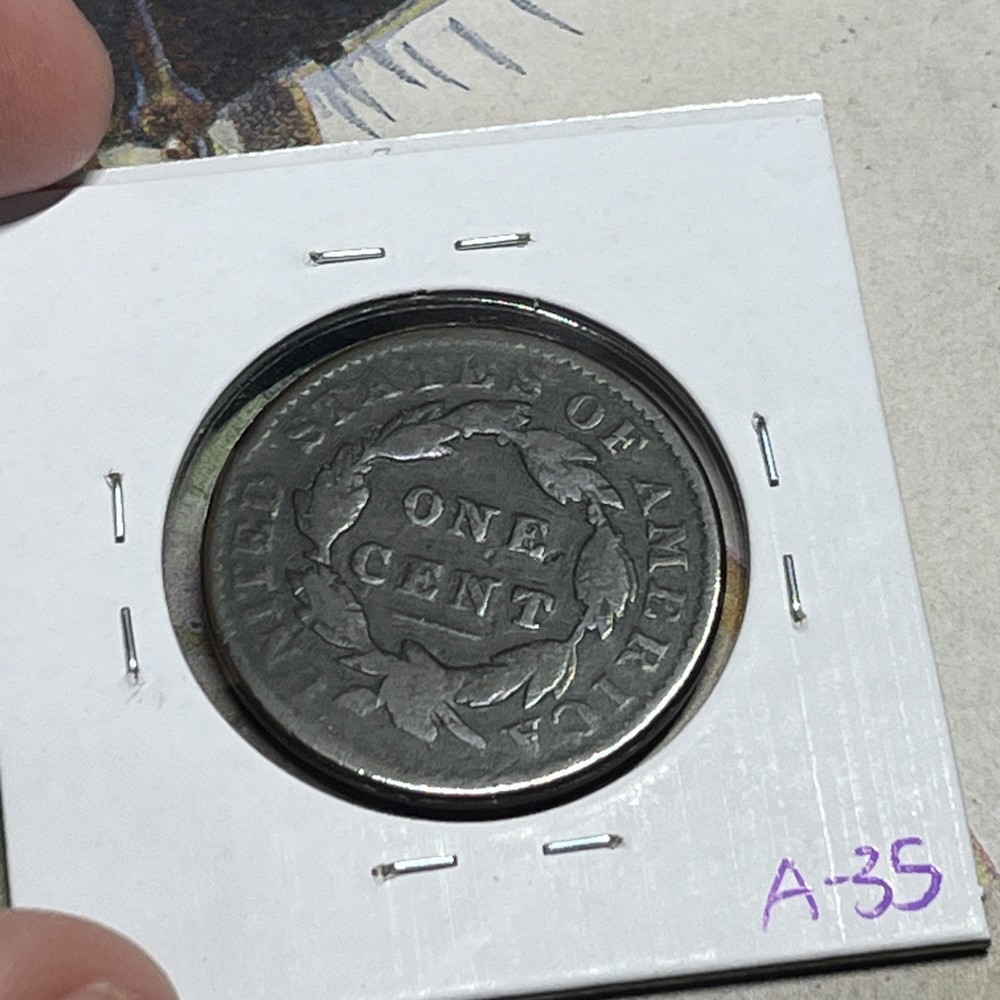 UNITED STATES OF AMERICA
ONE
CENT
A-35